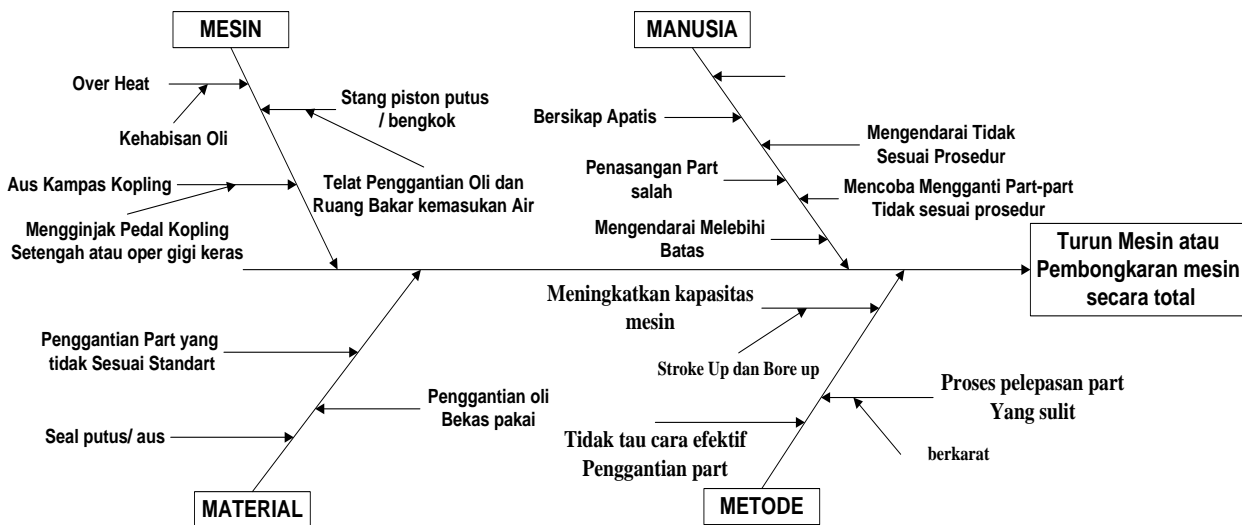 MESIN
MANUSIA
Over Heat
Stang piston putus
/ bengkok
Kehabisan Oli
Bersikap Apatis
Mengendarai Tidak
Sesuai Prosedur
Aus Kampas Kopling
Telat Penggantian Oli dan
Ruang Bakar kemasukan Air
Penasangan Part
salah
Mencoba Mengganti Part-part
Tidak sesuai prosedur
Mengginjak Pedal Kopling
Setengah atau oper gigi keras
Mengendarai Melebihi
Batas
Turun Mesin atau
Pembongkaran mesin
secara total
Meningkatkan kapasitas
mesin
Penggantian Part yang
tidak Sesuai Standart
Stroke Up dan Bore up
Penggantian oli
Bekas pakai
Proses pelepasan part
Yang sulit
Seal putus/ aus
Tidak tau cara efektif
Penggantian part
berkarat
MATERIAL
METODE